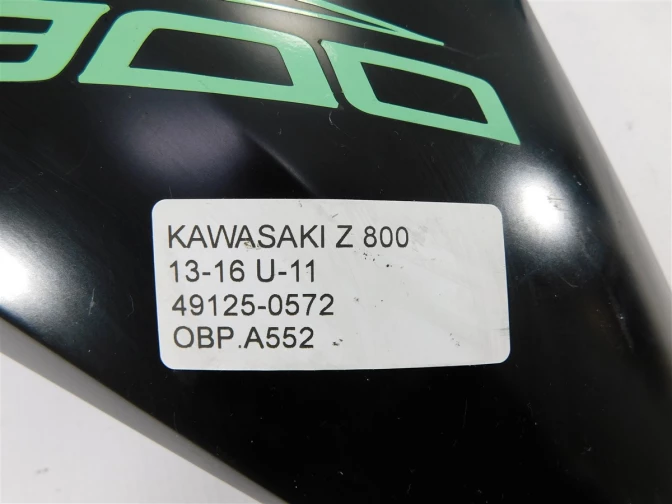 800
KAWASAKI Z 800
13-16 U-11
49125-0572
OBP.A552